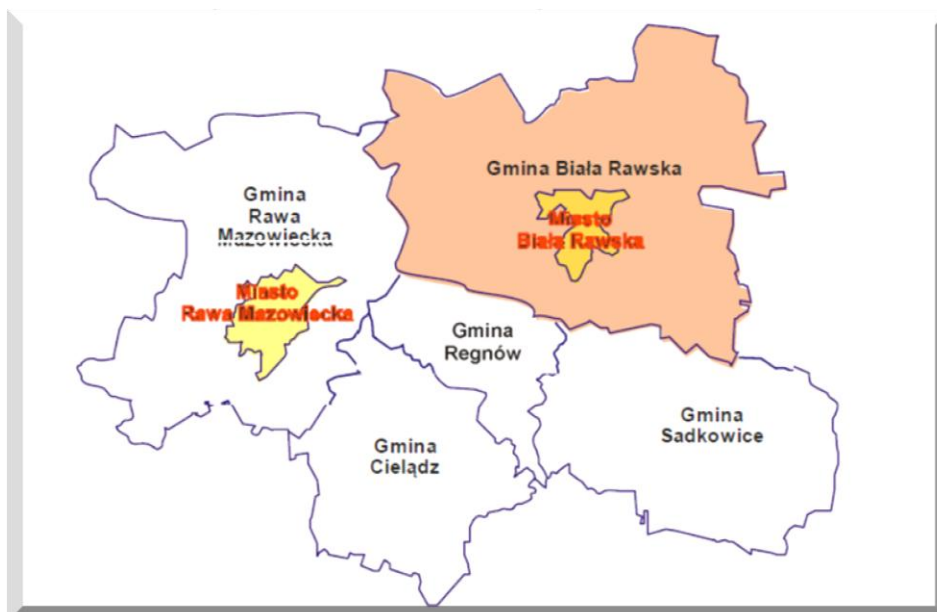 Gmina Biała Rawska
Miasto
Biała Rawska
Gmina
Rawa
Mazowiecka
Miasto
Rawa Mazowiecka
Gmina
Regnów
Gmina
Sadkowice
Gmina
Cielądz